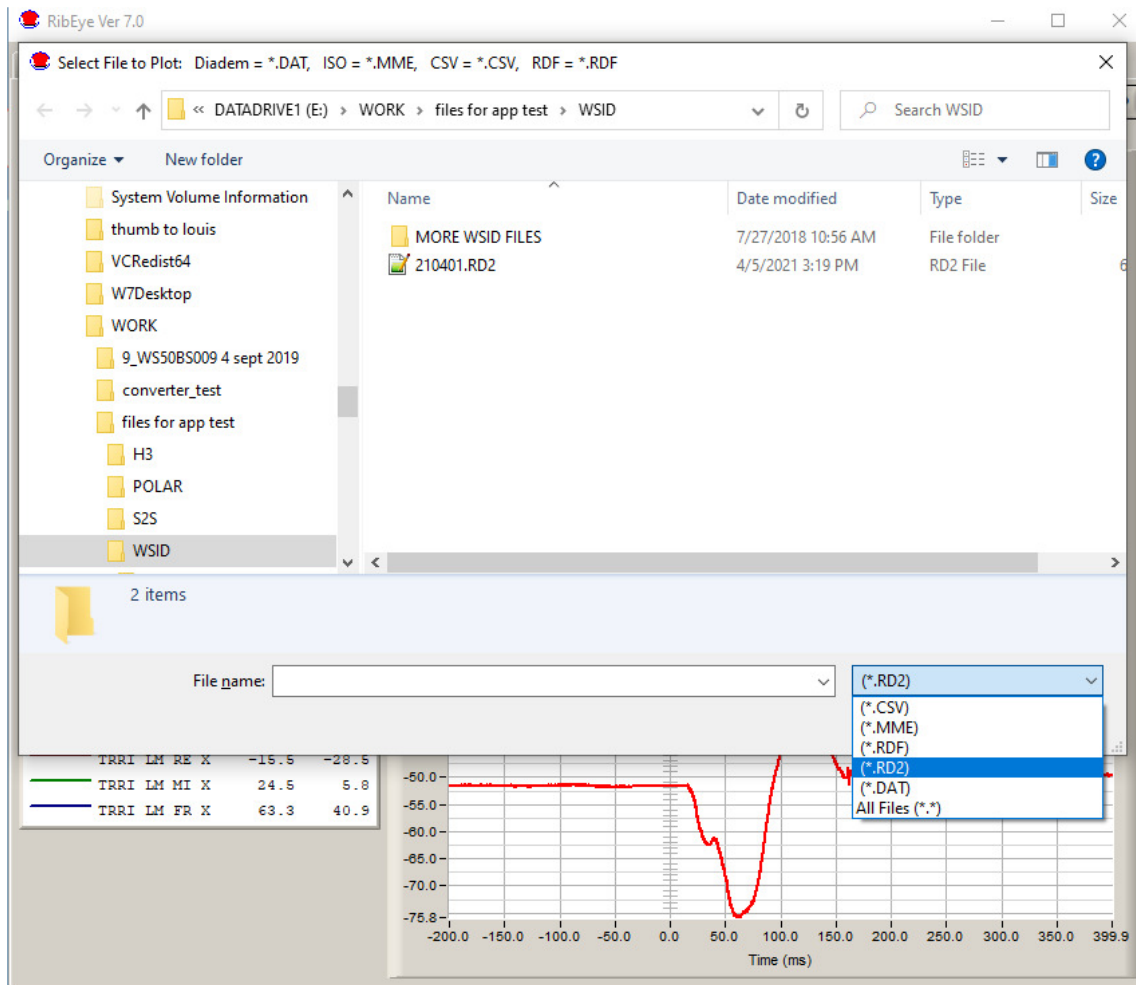 RibEye Ver 7.0
Select File to Plot: Diadem = *.DAT, ISO = *.MME, CSV = *.CSV, RDF = *.RDF
« DATADRIVE1 (E:) › WORK › files for app test › WSID
Search WSID
Organize
New folder
System Volume Information
thumb to louis
VCRedist64
W7Desktop
WORK
9_WS50BS009 4 sept 2019
converter_test
files for app test
H3
POLAR
S2S
WSID
Name Date modified Type Size
MORE WSID FILES 7/27/2018 10:56 AM File folder
210401.RD2 4/5/2021 3:19 PM RD2 File 6
2 items
File name:
(*.RD2)
(*.CSV)
(*.MME)
(*.RDF)
(*.RD2)
(*.DAT)
All Files (*.*)
TRRI LM RE X -15.5 -28.5
TRRI LM MI X 24.5 5.8
TRRI LM FR X 63.3 40.9
-50.0
-55.0
-60.0
-65.0
-70.0
-75.8
-200.0 -150.0 -100.0 -50.0 0.0 50.0 100.0 150.0 200.0 250.0 300.0 350.0 399.9
Time (ms)